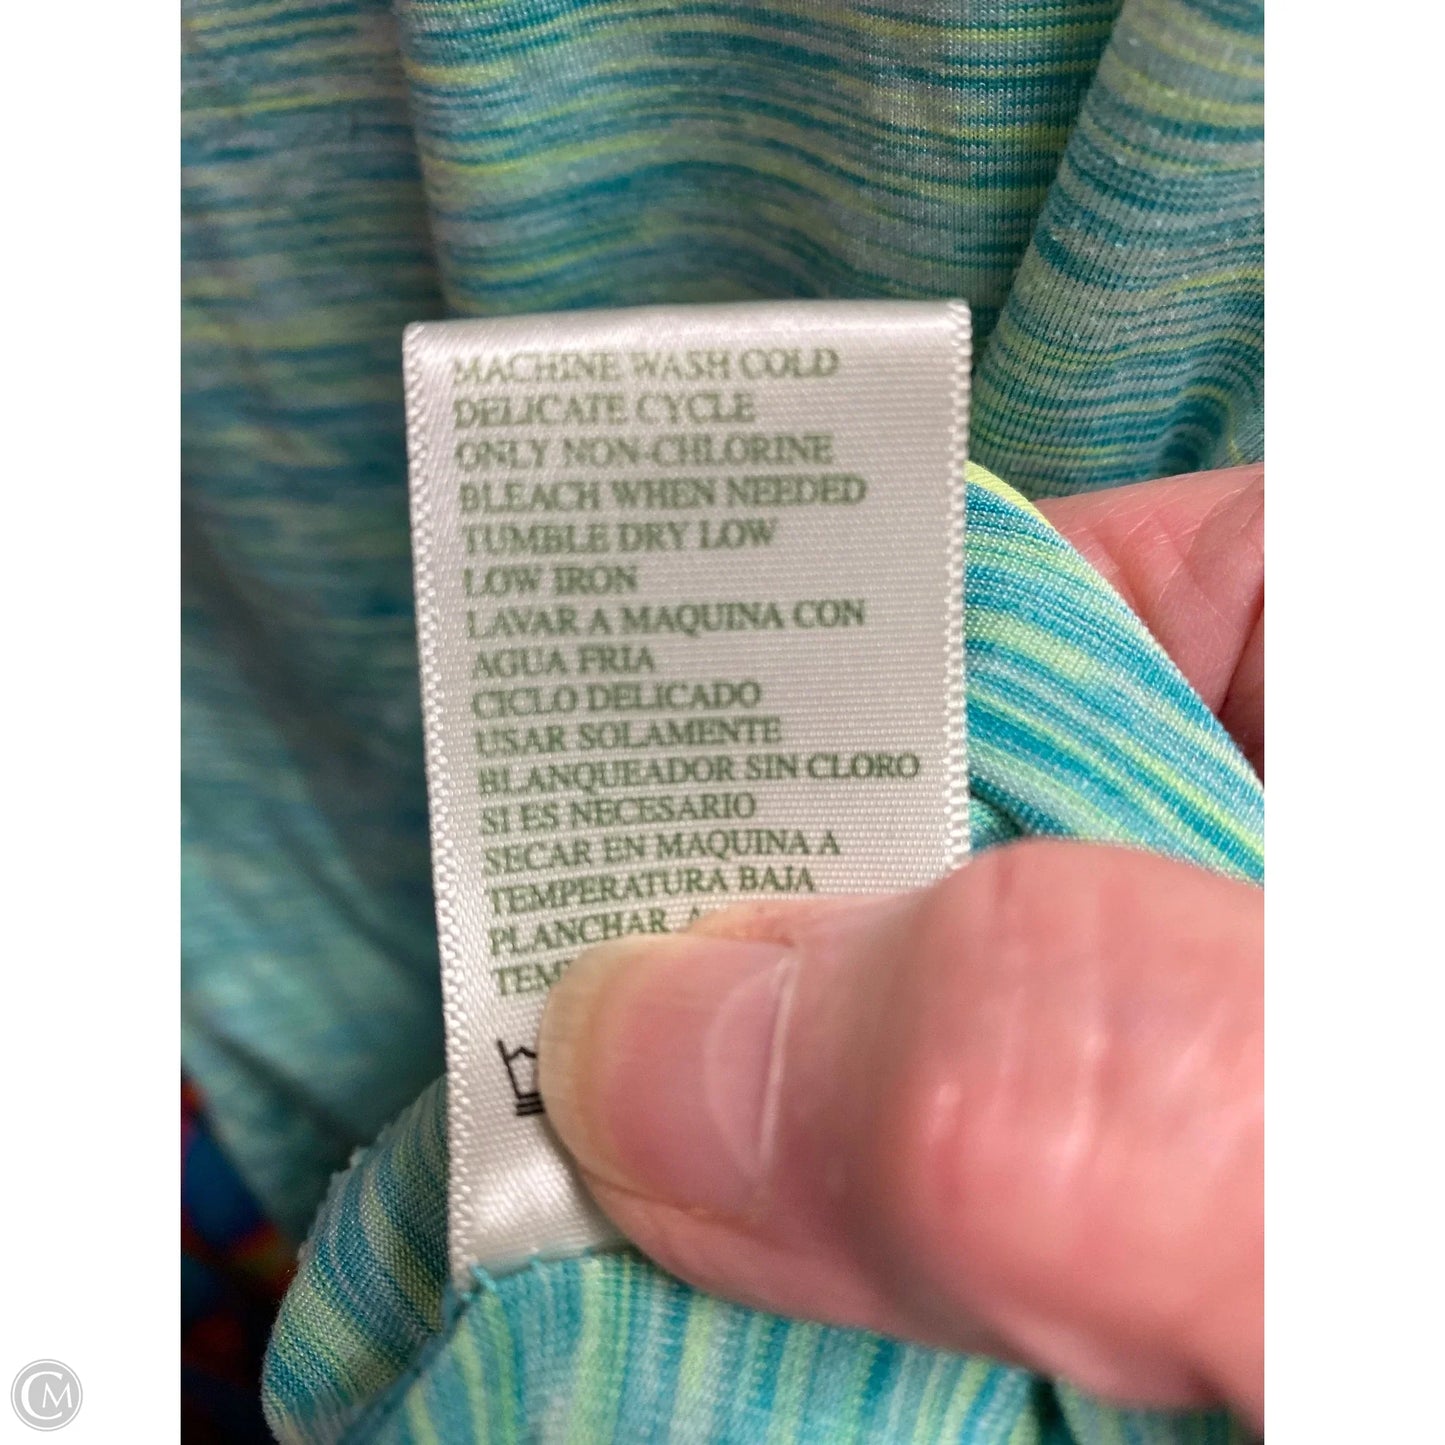 MACHINE WASH COLD
DELICATE CYCLE
ONLY NON-CHLORINE
BLEACH WHEN NEEDED
TUMBLE DRY LOW
LOW IRON
LAVAR A MAQUINA CON
AGUA FRIA
CICLO DELICADO
USAR SOLAMENTE
BLANQUEADOR SIN CLORO
SI ES NECESARIO
SECAR EN MAQUINA A
TEMPERATURA BAJA
PLANCHAR A
CM